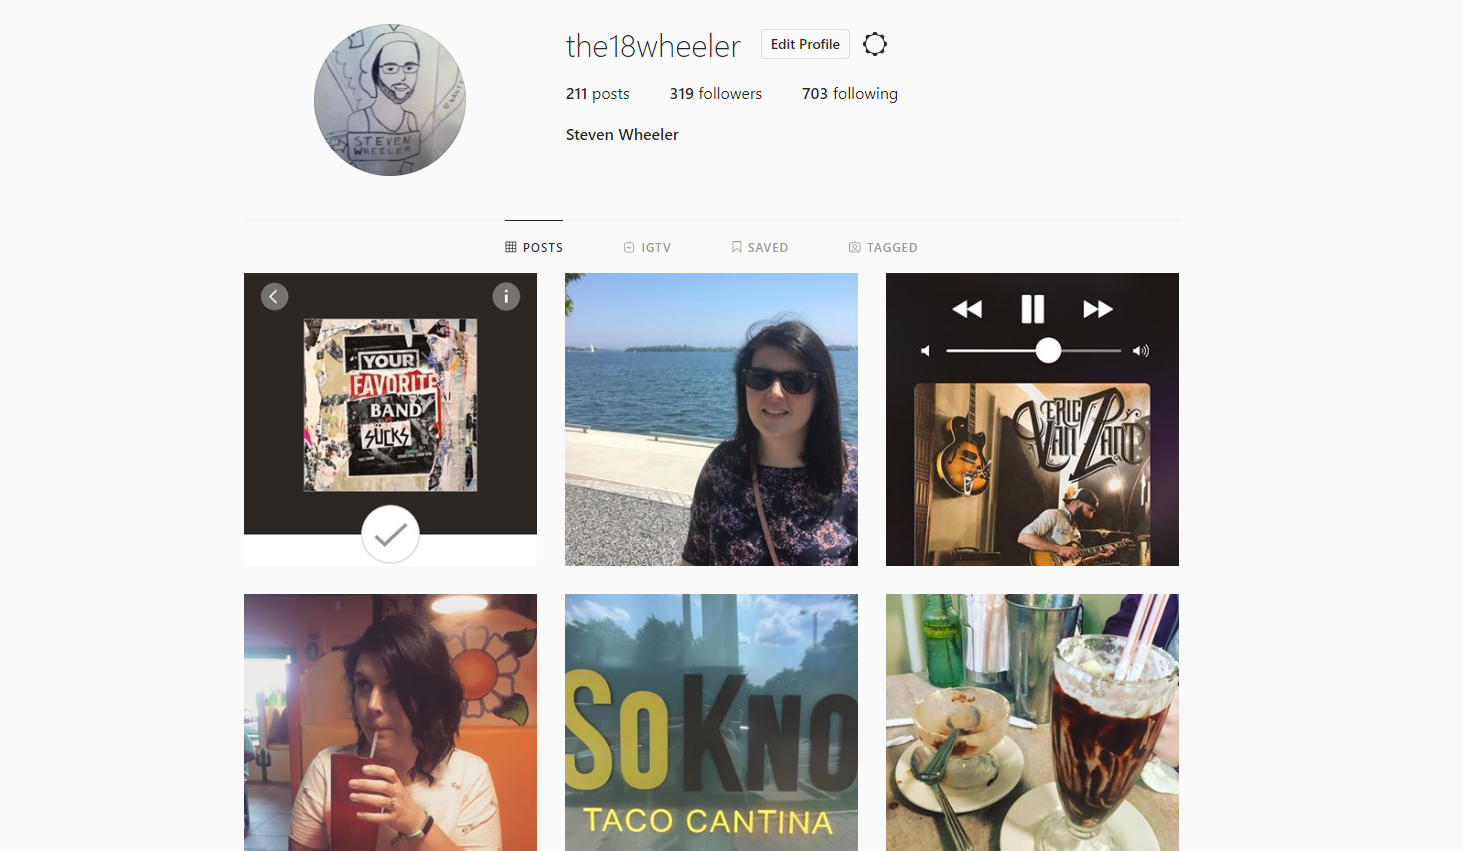 the18wheeler Edit Profile
211 posts 319 followers 703 following
Steven Wheeler
STEVEN
WHEELER
POSTS IGTV SAVED TAGGED
YOUR
FAVORITE
BAND
SUCKS
ERIC
VAN ZANT
SoKno
TACO CANTINA